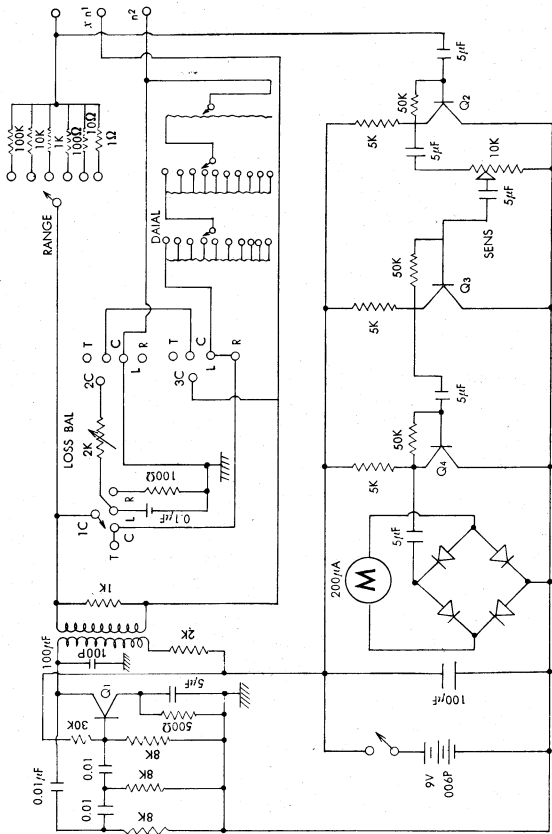 x n¹
n²
100K
10K
1K
100Ω
10Ω
1Ω
RANGE
DAIAL
T
C
L
R
2C
T
C
L
R
3C
LOSS BAL
2K
1C
R
L
C
T
100Ω
0.1μF
1K
2K
100μF
100P
Q1
5μF
500Ω
30K
8K
8K
8K
0.01μF
0.01
0.01
5μF
50K
Q2
5K
5μF
10K
5μF
SENS
50K
Q3
5K
5μF
50K
Q4
5K
5μF
200μA
M
100μF
9V
006P